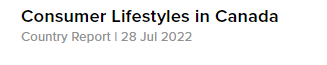 Consumer Lifestyles in Canada
Country Report | 28 Jul 2022